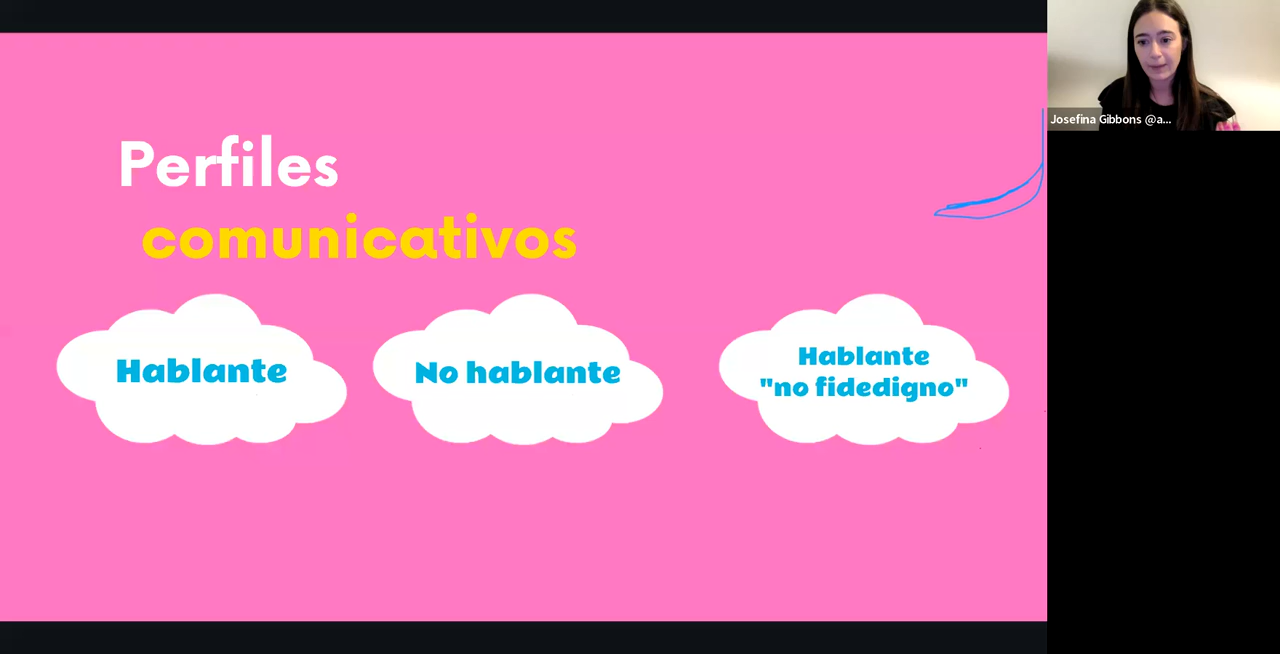 Perfiles
comunicativos
Hablante
No hablante
Hablante
"no fidedigno"
Josefina Gibbons @a...